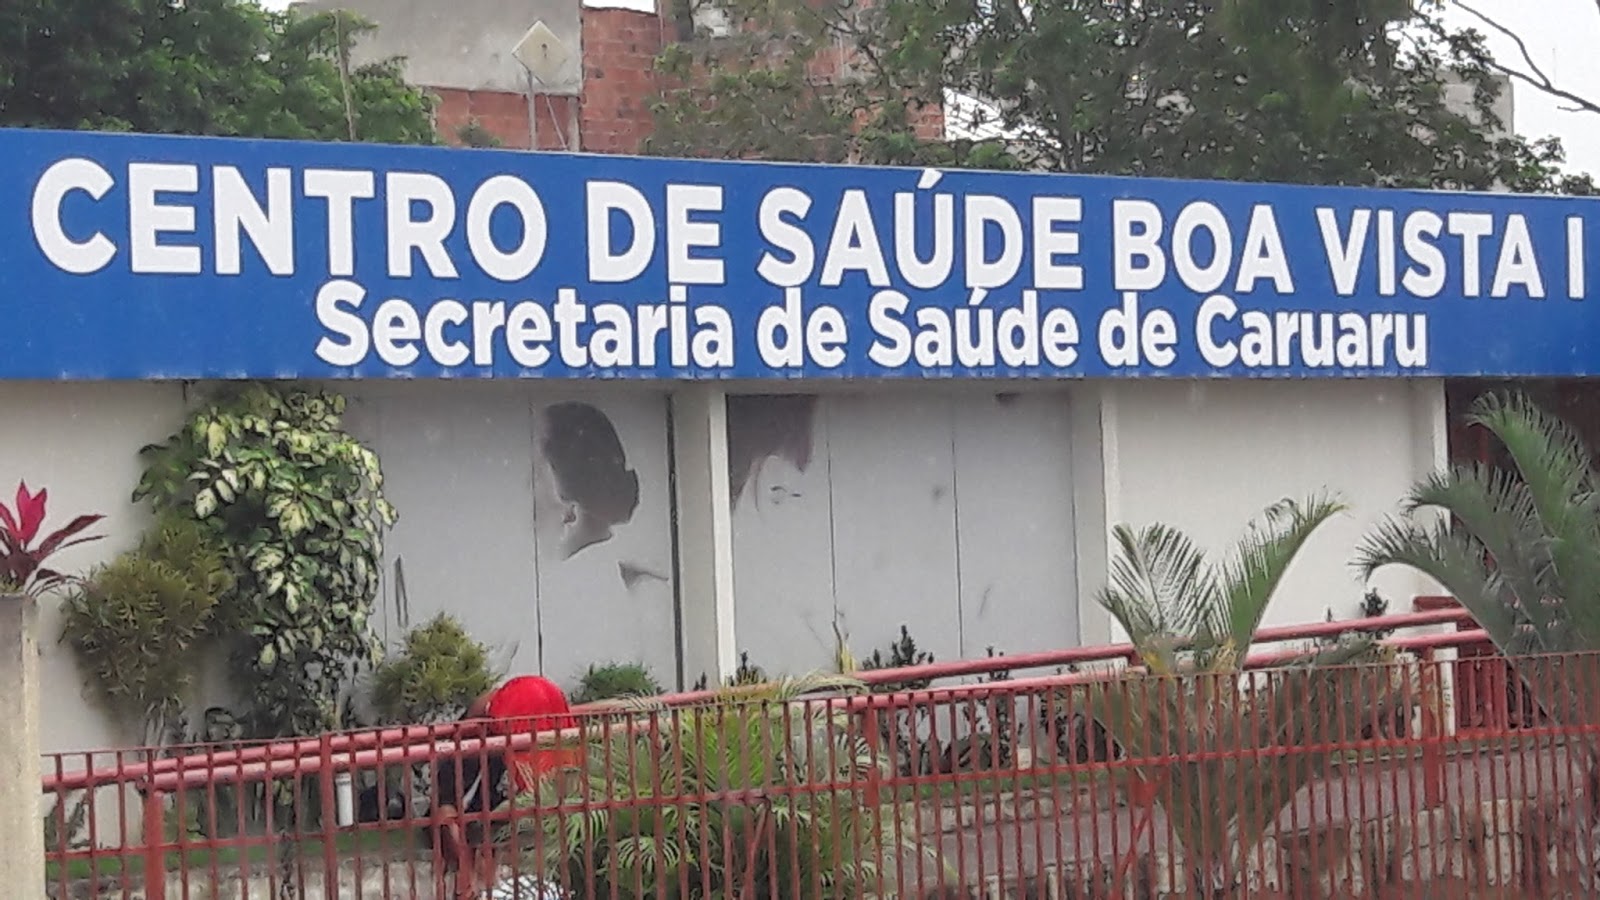 CENTRO DE SAÚDE BOA VISTA I
Secretaria de Saúde de Caruaru